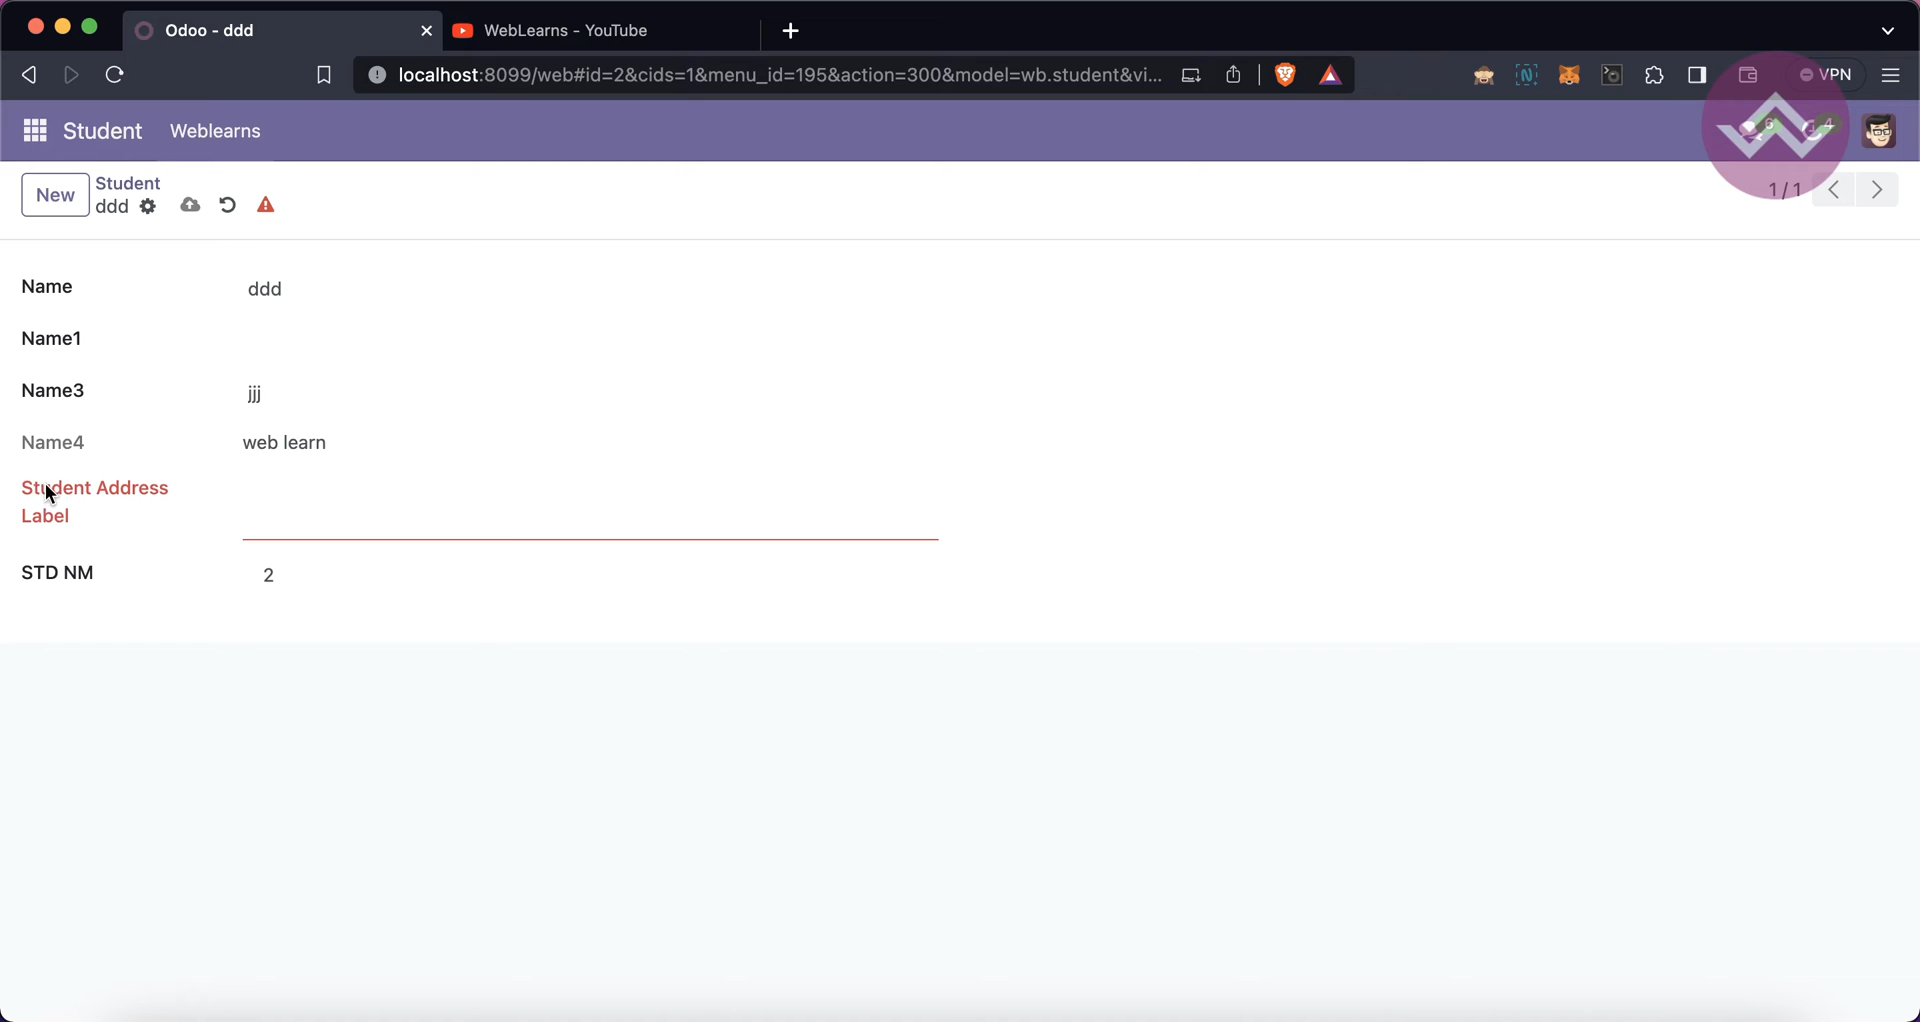 Odoo - ddd
WebLearns - YouTube
localhost:8099/web#id=2&cids=1&menu_id=195&action=300&model=wb.student&vi...
VPN
Student
Weblearns
6
4
New
Student
ddd
1 / 1
Name
ddd
Name1
Name3
jjj
Name4
web learn
Student Address
Label
STD NM
2